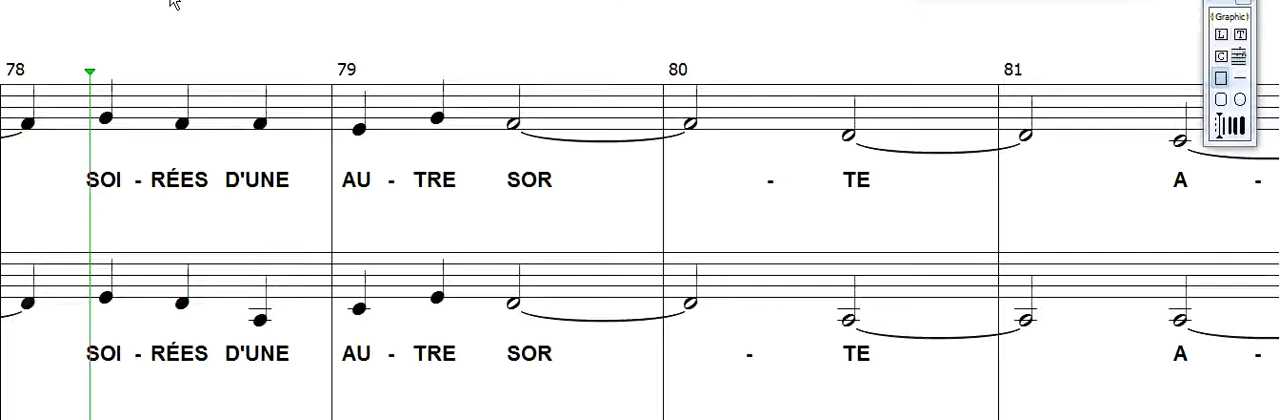 Graphic
L T
C
78 79 80 81
SOI - RÉES D'UNE AU - TRE SOR - TE A -
SOI - RÉES D'UNE AU - TRE SOR - TE A -